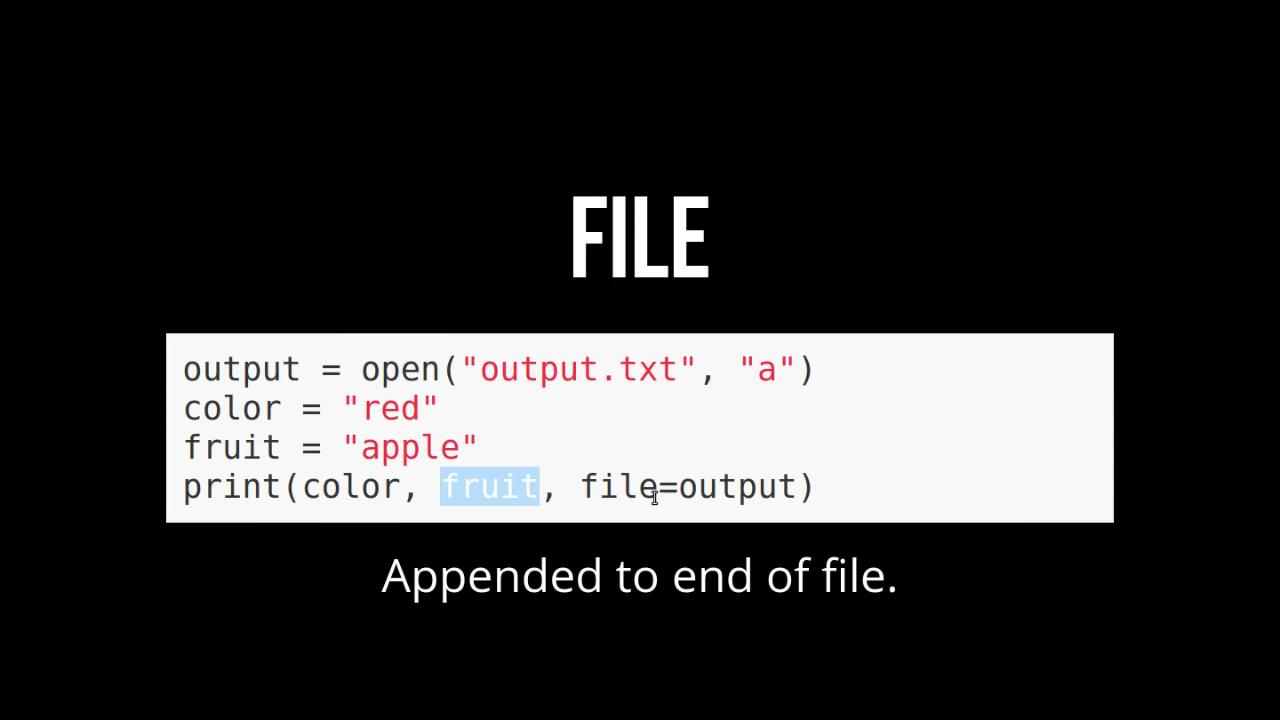 FILE
output = open("output.txt", "a")
color = "red"
fruit = "apple"
print(color, fruit, file=output)
Appended to end of file.